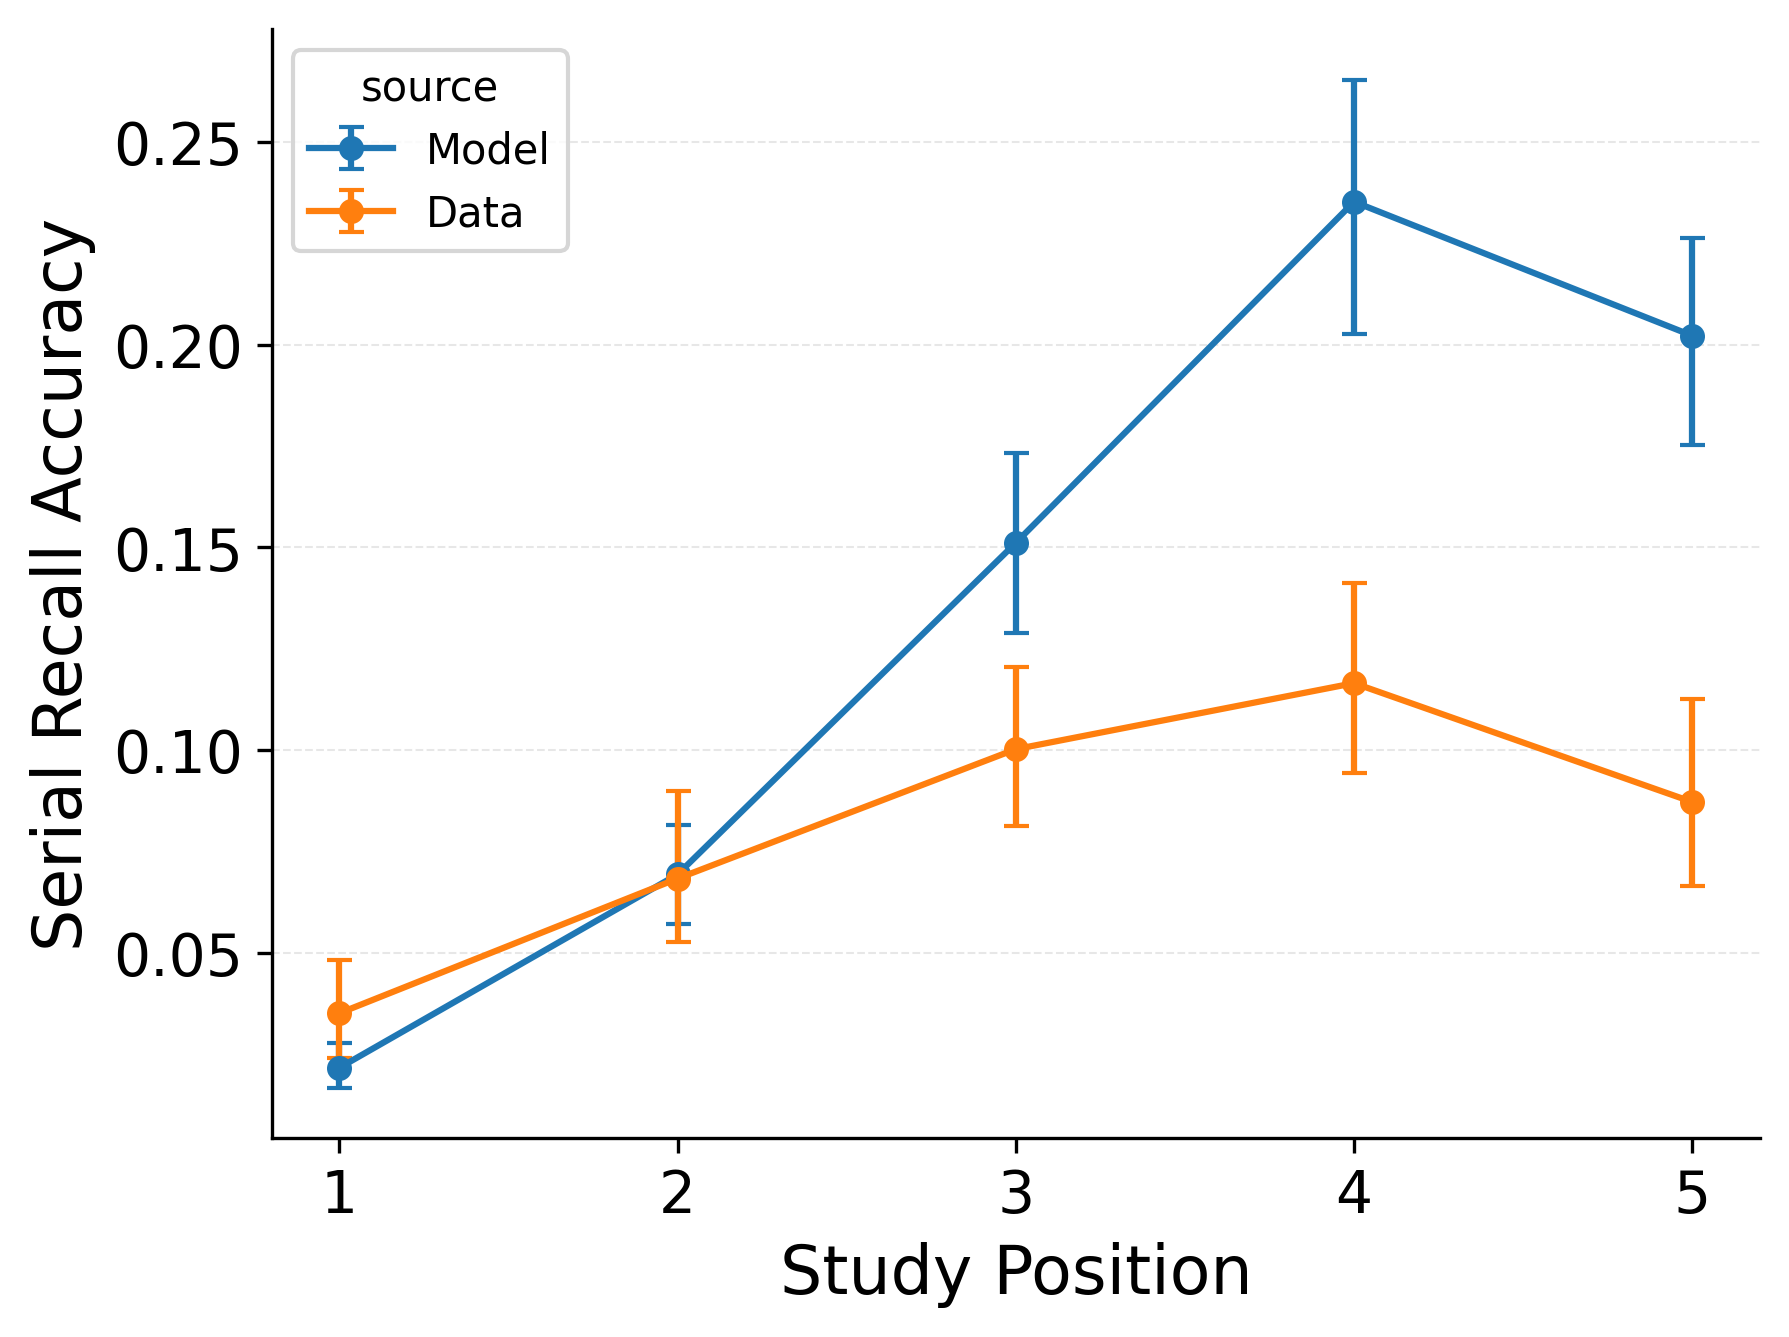 source
Model
Data
Serial Recall Accuracy
0.25
0.20
0.15
0.10
0.05
1 2 3 4 5
Study Position